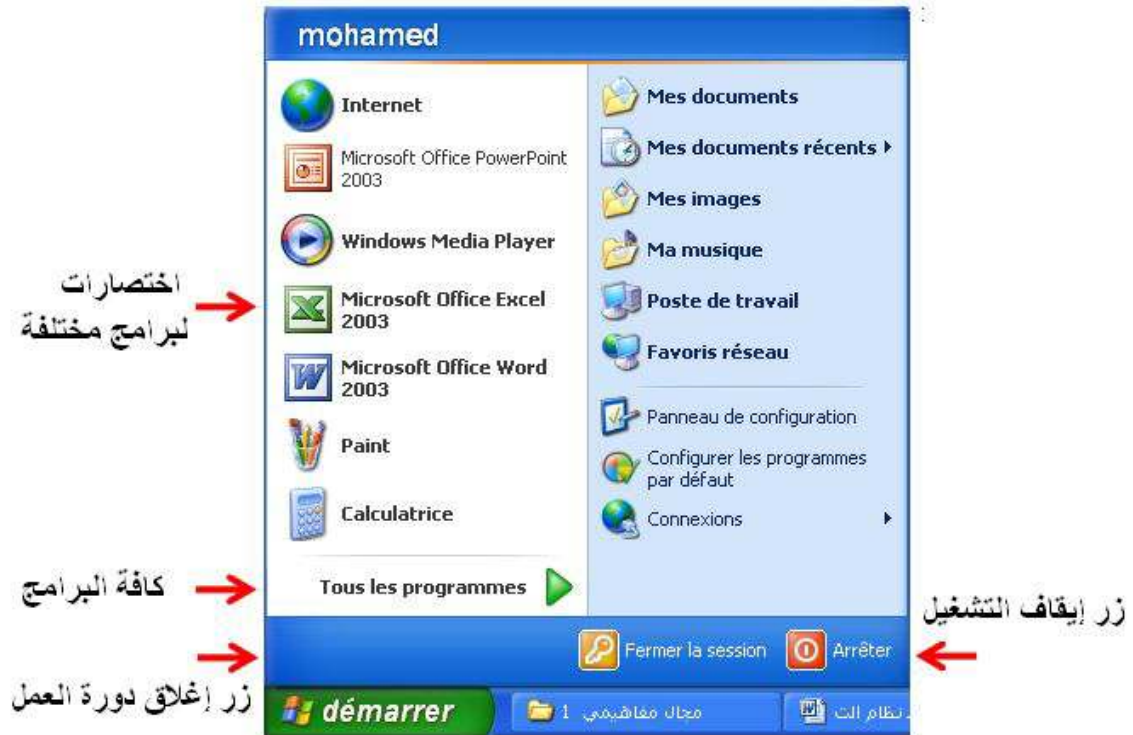 mohamed
Internet
Microsoft Office PowerPoint
2003
Windows Media Player
Microsoft Office Excel
2003
Microsoft Office Word
2003
Paint
Calculatrice
Tous les programmes
Mes documents
Mes documents récents
Mes images
Ma musique
Poste de travail
Favoris réseau
Panneau de configuration
Configurer les programmes
par défaut
Connexions
Fermer la session
Arrêter
démarrer
مجال مفاهيمي 1
نظام الت
اختصارات
لبرامج مختلفة
كافة البرامج
زر إغلاق دورة العمل
زر إيقاف التشغيل